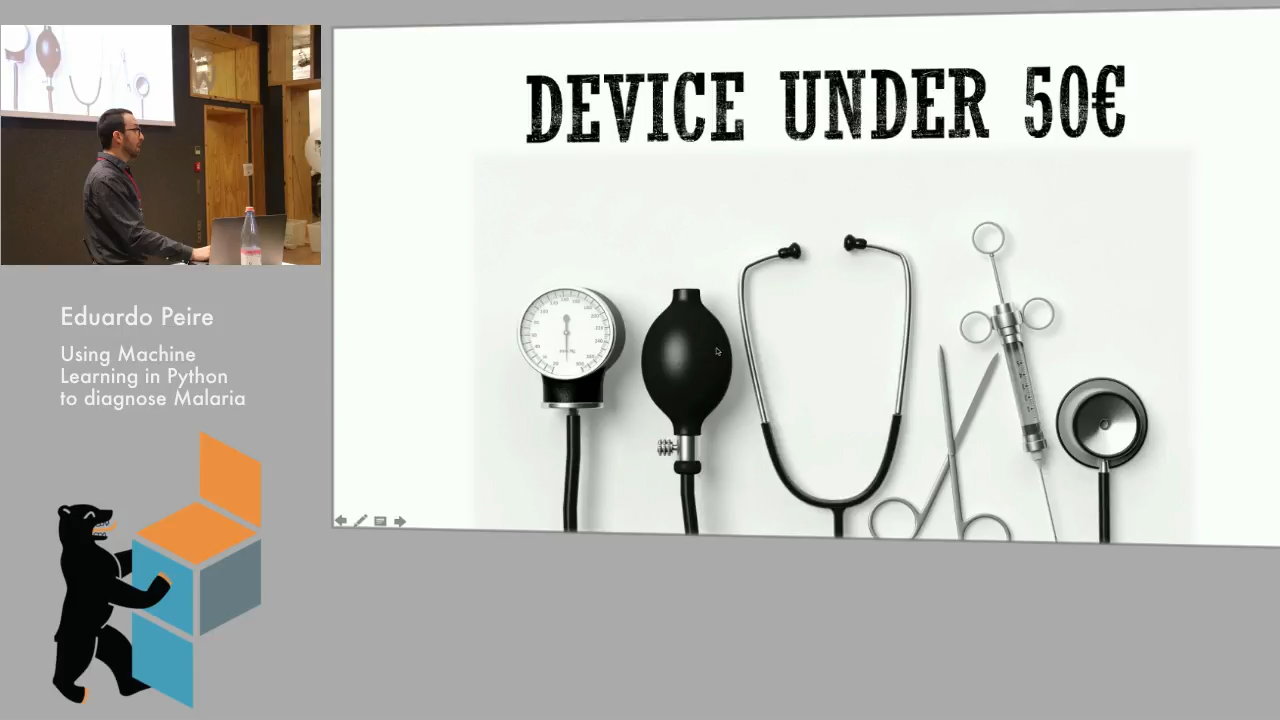 DEVICE UNDER 50€
Eduardo Peire
Using Machine
Learning in Python
to diagnose Malaria